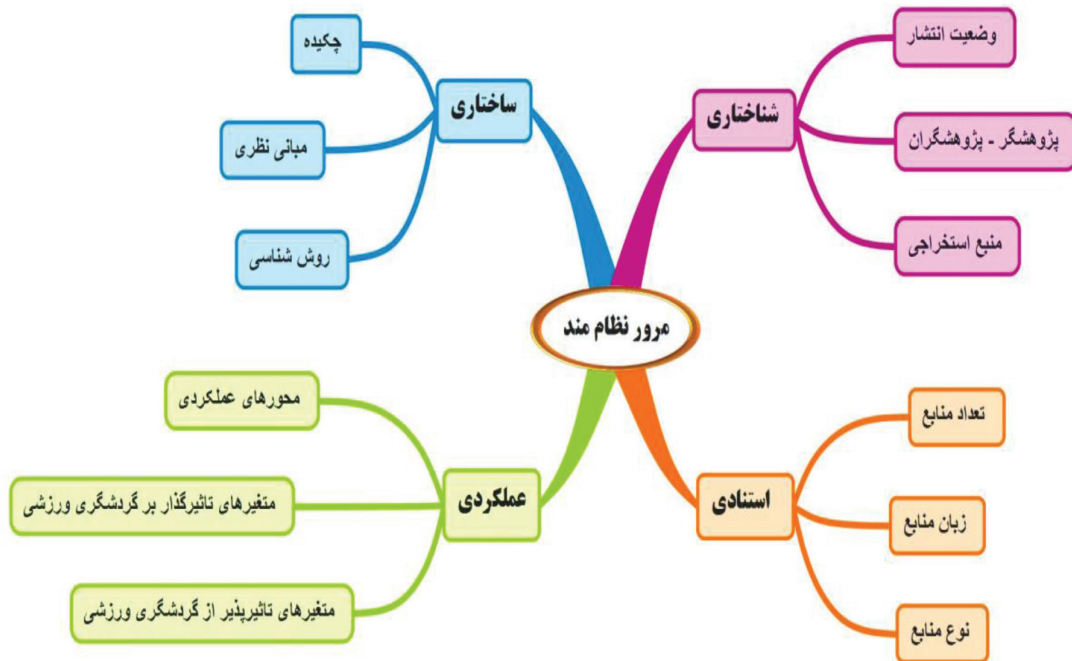 مرور نظام مند
شناختاری
وضعیت انتشار
پژوهشگر - پژوهشگران
منبع استخراجی
استنادی
تعداد منابع
زبان منابع
نوع منابع
ساختاری
چکیده
مبانی نظری
روش شناسی
عملکردی
محورهای عملکردی
متغیرهای تاثیرگذار بر گردشگری ورزشی
متغیرهای تاثیرپذیر از گردشگری ورزشی